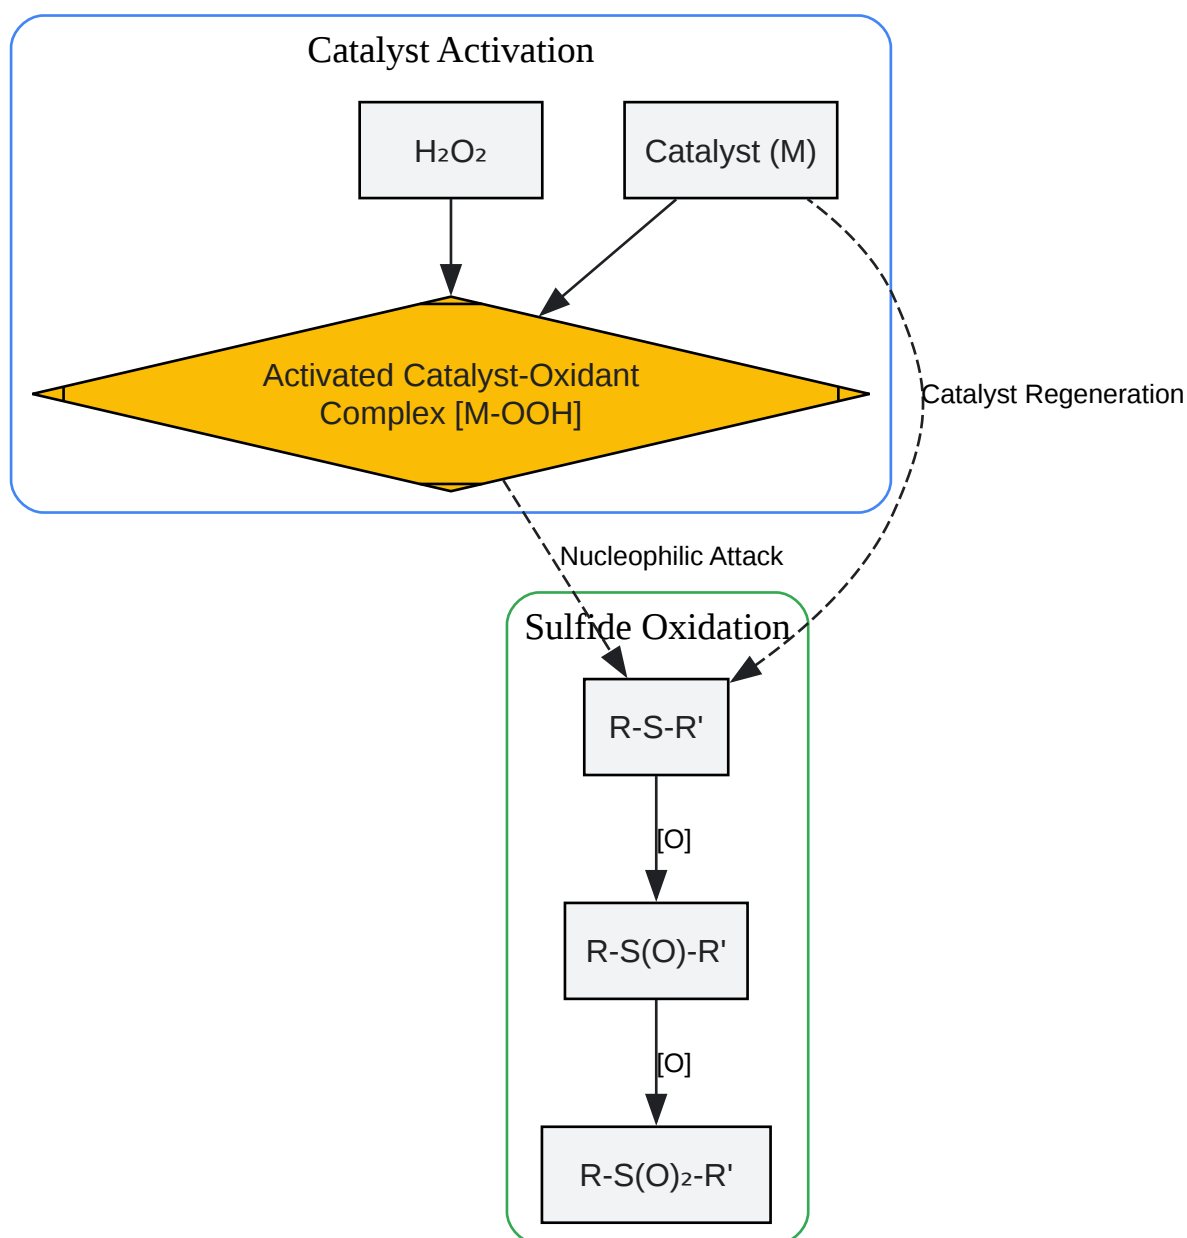 Catalyst Activation
H₂O₂
Catalyst (M)
Activated Catalyst-Oxidant
Complex [M-OOH]
Catalyst Regeneration
Nucleophilic Attack
Sulfide Oxidation
R-S-R'
[O]
R-S(O)-R'
[O]
R-S(O)₂-R'